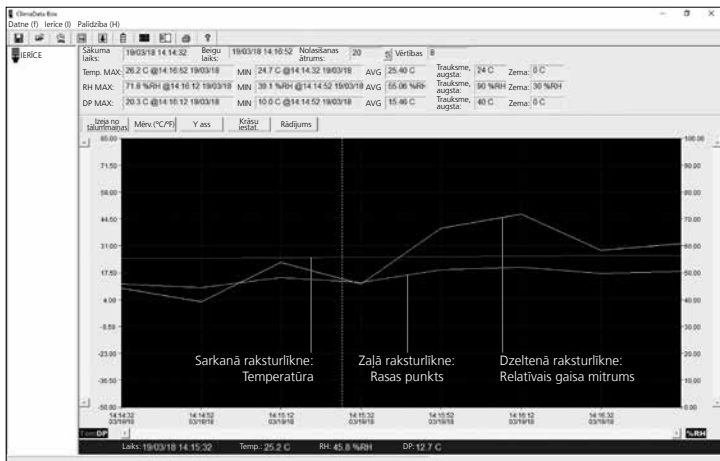 ClimaData Box
Datne (f) Ierīce (I) Palīdzība (H)
IERĪCE
Sākuma laiks: 19/03/18 14:14:32 Beigu laiks: 19/03/18 14:16:52 Nolasīšanas ātrums: 20 S Vērtības 8
Temp. MAX: 26.2 C @14:16:52 19/03/18 MIN 24.7 C @14:14:32 19/03/18 AVG 25.40 C Trauksme, augsta: 24 C Zema: 0 C
RH MAX: 71.8 %RH @14:16:12 19/03/18 MIN 39.1 %RH @14:14:52 19/03/18 AVG 55.06 %RH Trauksme, augsta: 90 %RH Zema: 30 %RH
DP MAX: 20.3 C @14:16:12 19/03/18 MIN 10.0 C @14:14:52 19/03/18 AVG 15.46 C Trauksme, augsta: 40 C Zema: 0 C
Izeja no tālummaiņas Mērv.(°C/°F) Y ass Krāsu iestat. Rādījums
85.00 100.00
71.50 90.00
58.00 80.00
44.50 70.00
31.00 60.00
17.50 50.00
4.00 40.00
-9.50 30.00
-23.00 20.00
-36.50 10.00
-50.00 0.00
Sarkanā raksturlīkne: Temperatūra
Zaļā raksturlīkne: Rasas punkts
Dzeltenā raksturlīkne: Relatīvais gaisa mitrums
14:14:32 14:14:52 14:15:12 14:15:32 14:15:52 14:16:12 14:16:32
03/19/18 03/19/18 03/19/18 03/19/18 03/19/18 03/19/18 03/19/18
DP %RH
Laiks: 19/03/18 14:15:32 Temp.: 25.2 C RH: 45.8 %RH DP: 12.7 C